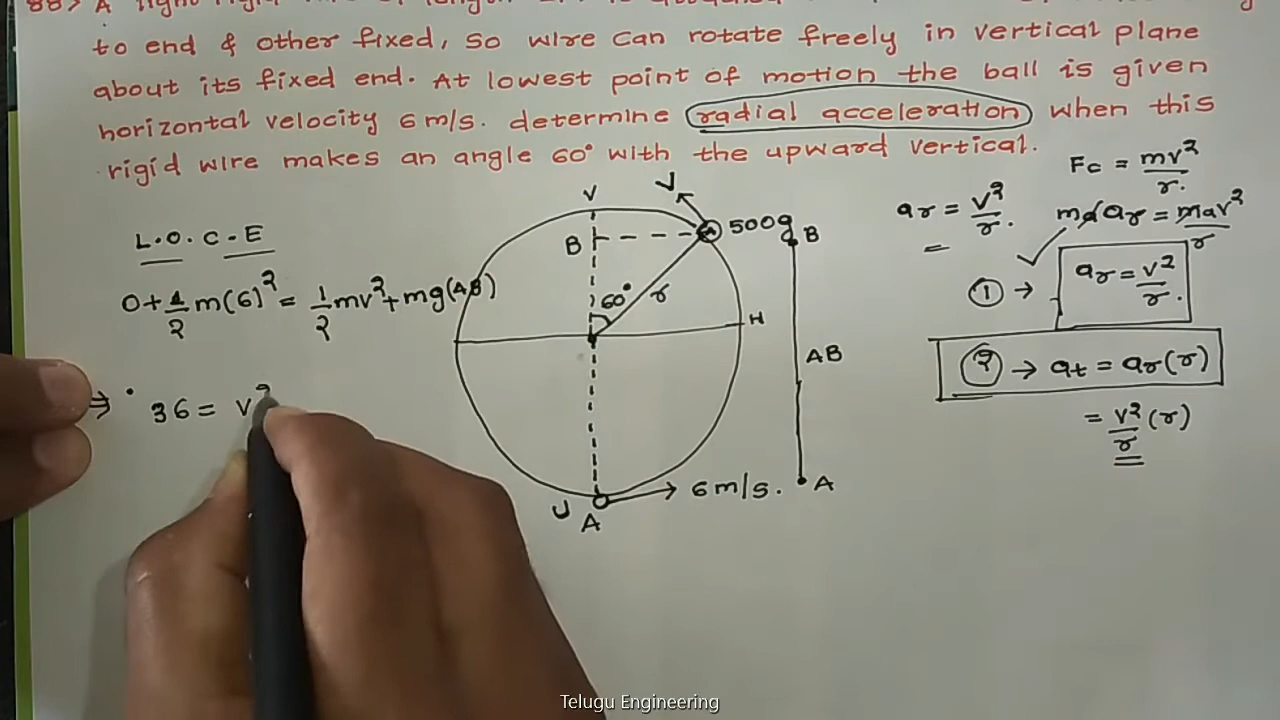 to end & other fixed, so wire can rotate freely in vertical plane
about its fixed end. At lowest point of motion the ball is given
horizontal velocity 6 m/s. determine radial acceleration when this
rigid wire makes an angle 60° with the upward vertical.
Fc = mv²/r.
ar = v²/r.
mar = mv²/r
① → ar = v²/r.
② → at = ar(r)
= v²/r (r)
L.O.C.E
0 + 1/2 m(6)² = 1/2 mv² + mg(AB)
⇒ 36 = v²
V
V
B
500g
60°
r
H
U
A
6 m/s.
B
AB
A
Telugu Engineering